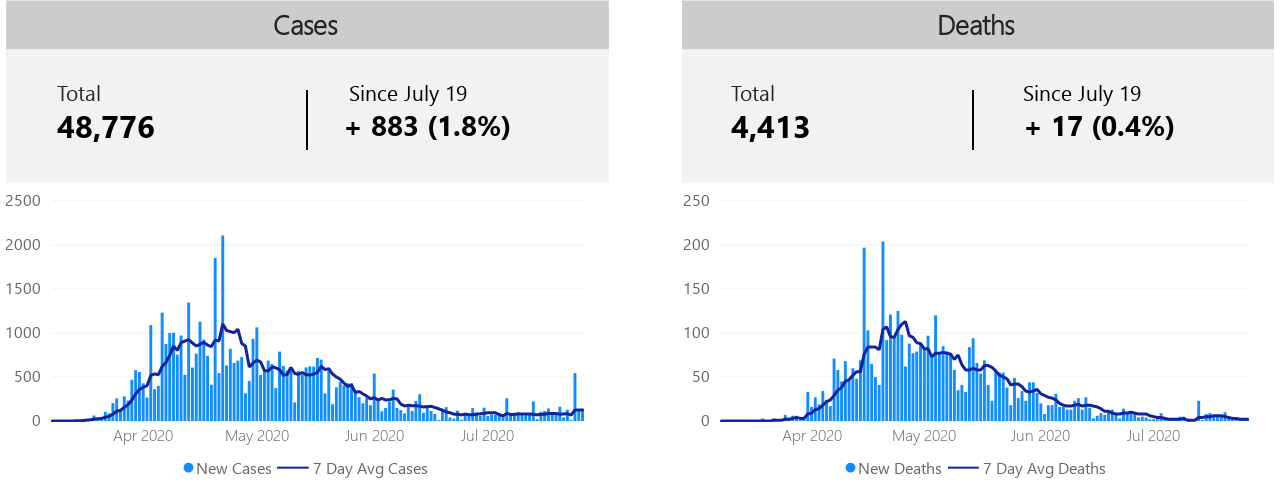 Cases
Total
Since July 19
48,776
+ 883 (1.8%)
2500
2000
1500
1000
500
0
Apr 2020
May 2020
Jun 2020
Jul 2020
New Cases
7 Day Avg Cases
Deaths
Total
Since July 19
4,413
+ 17 (0.4%)
250
200
150
100
50
0
Apr 2020
May 2020
Jun 2020
Jul 2020
New Deaths
7 Day Avg Deaths